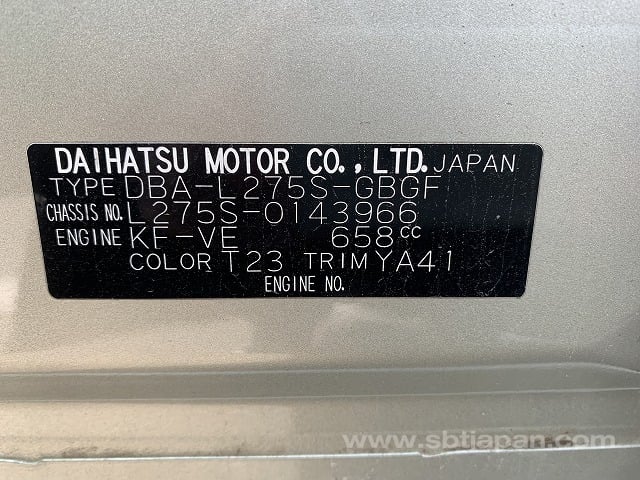 DAIHATSU MOTOR CO., LTD. JAPAN
TYPE DBA-L275S-GBGF
CHASSIS NO. L275S-0143966
ENGINE KF-VE 658CC
COLOR T23 TRIM YA41
ENGINE NO.
www.sbtjapan.com